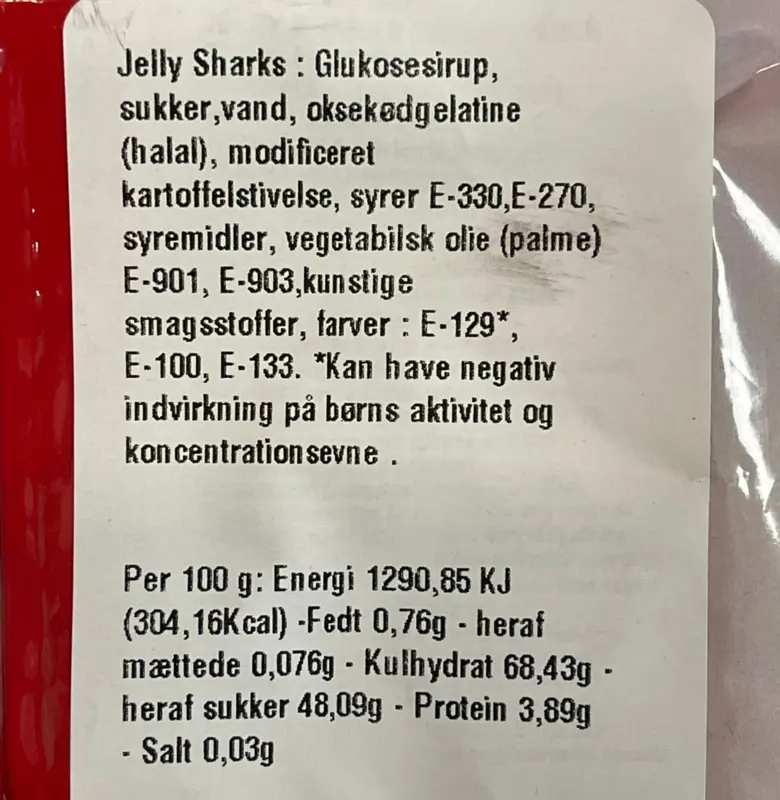 Jelly Sharks : Glukosesirup,
sukker,vand, oksekødgelatine
(halal), modificeret
kartoffelstivelse, syrer E-330,E-270,
syremidler, vegetabilsk olie (palme)
E-901, E-903,kunstige
smagsstoffer, farver : E-129*,
E-100, E-133. *Kan have negativ
indvirkning på børns aktivitet og
koncentrationsevne .
Per 100 g: Energi 1290,85 KJ
(304,16Kcal) -Fedt 0,76g - heraf
mættede 0,076g - Kulhydrat 68,43g -
heraf sukker 48,09g - Protein 3,89g
- Salt 0,03g